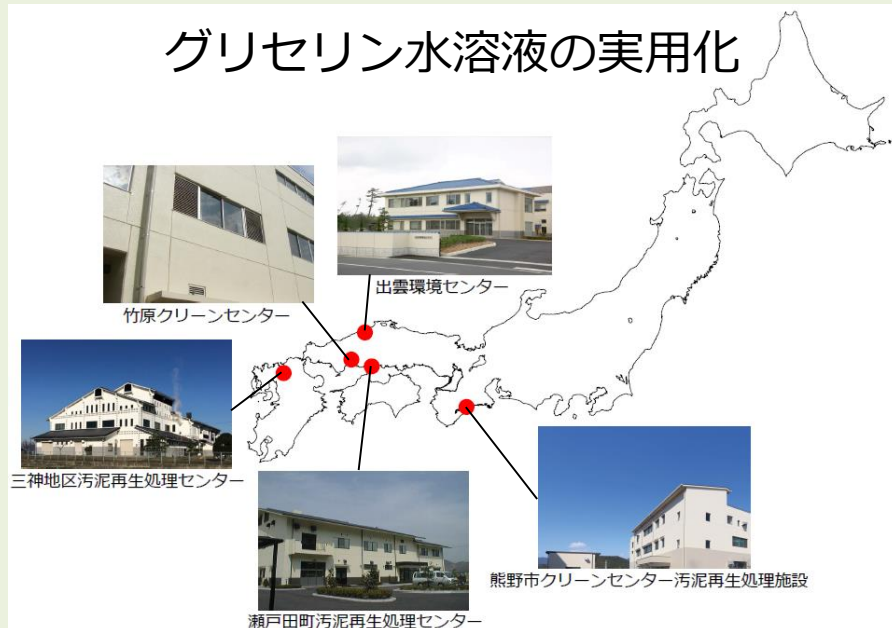 グリセリン水溶液の実用化
出雲環境センター
竹原クリーンセンター
三神地区汚泥再生処理センター
熊野市クリーンセンター汚泥再生処理施設
瀬戸田町汚泥再生処理センター